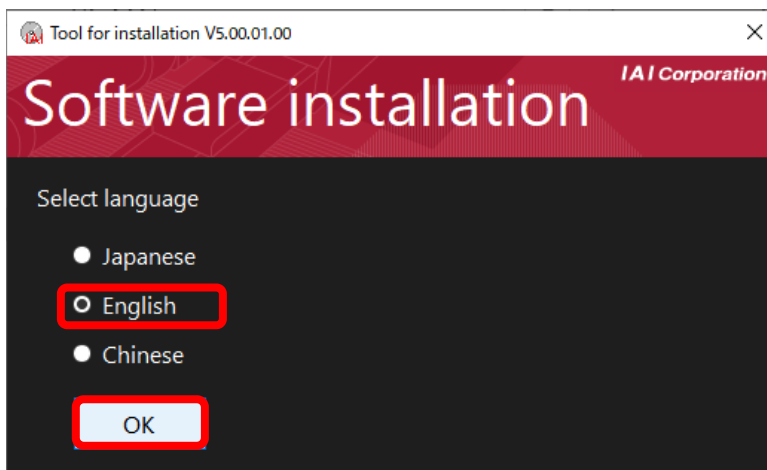 Tool for installation V5.00.01.00
IAI Corporation
Software installation
Select language
Japanese
English
Chinese
OK